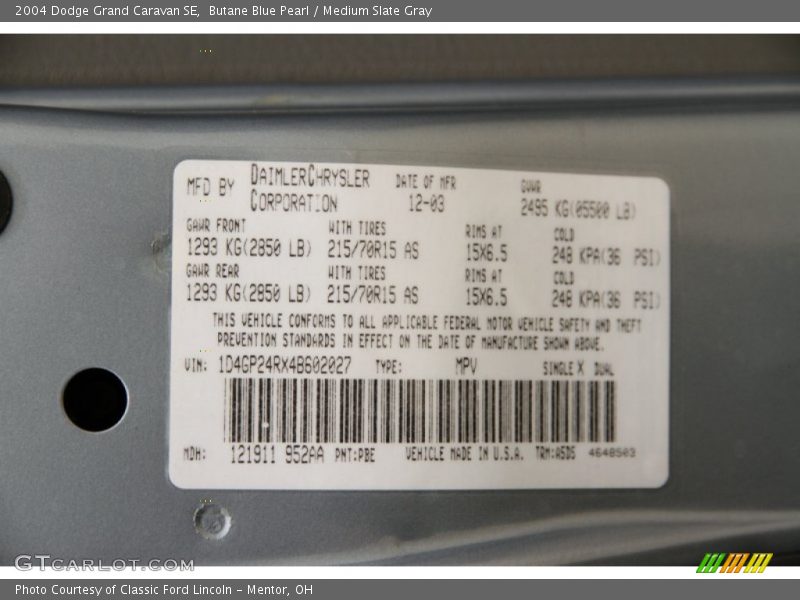 2004 Dodge Grand Caravan SE, Butane Blue Pearl / Medium Slate Gray
MFD BY DAIMLERCHRYSLER CORPORATION DATE OF MFR 12-03 GVWR 2495 KG(05500 LB)
GAWR FRONT WITH TIRES RIMS AT COLD
1293 KG(2850 LB) 215/70R15 AS 15X6.5 248 KPA(36 PSI)
GAWR REAR WITH TIRES RIMS AT COLD
1293 KG(2850 LB) 215/70R15 AS 15X6.5 248 KPA(36 PSI)
THIS VEHICLE CONFORMS TO ALL APPLICABLE FEDERAL MOTOR VEHICLE SAFETY AND THEFT
PREVENTION STANDARDS IN EFFECT ON THE DATE OF MANUFACTURE SHOWN ABOVE.
VIN: 1D4GP24RX4B602027 TYPE: MPV SINGLE X DUAL
MDH: 121911 952AA PNT:PBE VEHICLE MADE IN U.S.A. TRM:A5D5 4648503
GTCARLOT.COM
Photo Courtesy of Classic Ford Lincoln - Mentor, OH